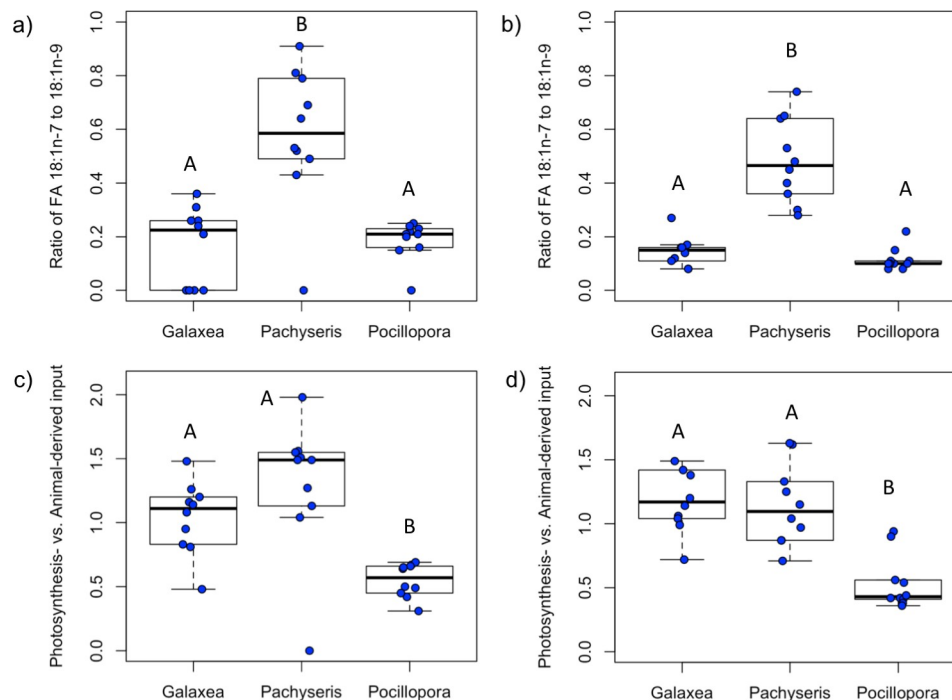 a)
Ratio of FA 18:1n-7 to 18:1n-9
1.0
0.8
0.6
0.4
0.2
0.0
A
B
A
Galaxea
Pachyseris
Pocillopora
b)
Ratio of FA 18:1n-7 to 18:1n-9
1.0
0.8
0.6
0.4
0.2
0.0
A
B
A
Galaxea
Pachyseris
Pocillopora
c)
Photosynthesis- vs. Animal-derived input
2.0
1.5
1.0
0.5
0.0
A
A
B
Galaxea
Pachyseris
Pocillopora
d)
Photosynthesis- vs. Animal-derived input
2.0
1.5
1.0
0.5
0.0
A
A
B
Galaxea
Pachyseris
Pocillopora